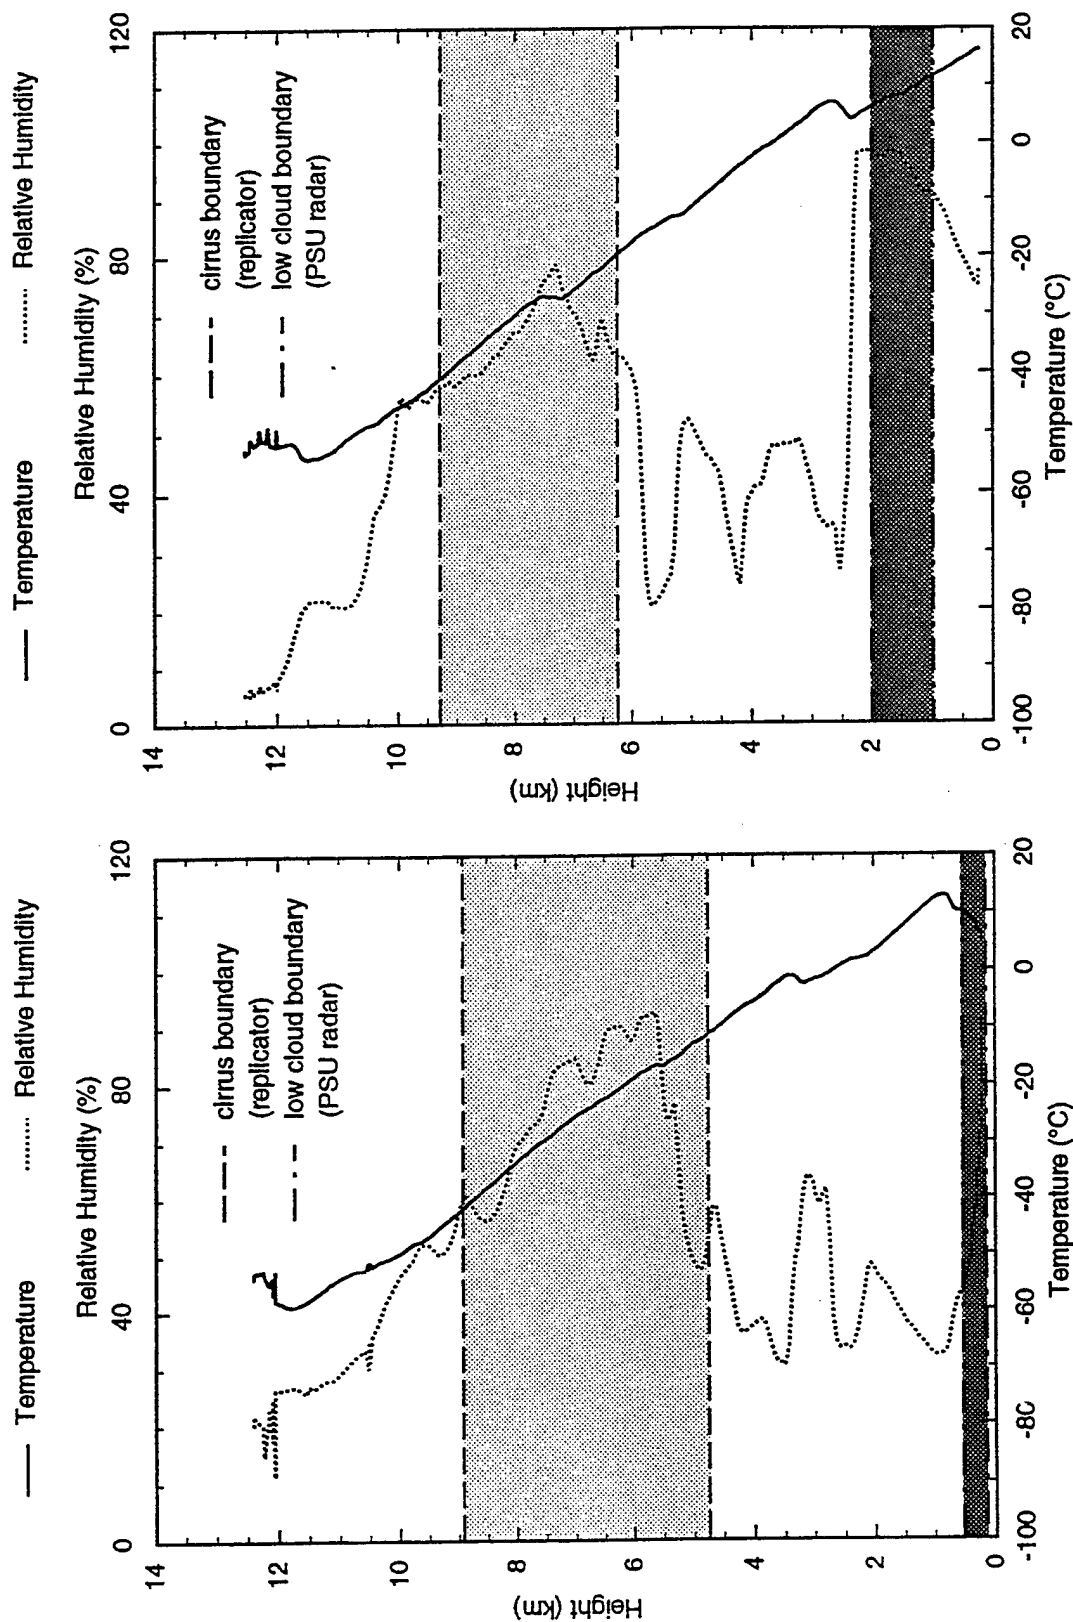 Temperature
Relative Humidity
Relative Humidity (%)
0
40
80
120
cirrus boundary
(replicator)
low cloud boundary
(PSU radar)
14
12
10
8
6
4
2
0
Height (km)
-100
-80
-60
-40
-20
0
20
Temperature (°C)
Temperature
Relative Humidity
Relative Humidity (%)
0
40
80
120
cirrus boundary
(replicator)
low cloud boundary
(PSU radar)
14
12
10
8
6
4
2
0
Height (km)
-100
-80
-60
-40
-20
0
20
Temperature (°C)